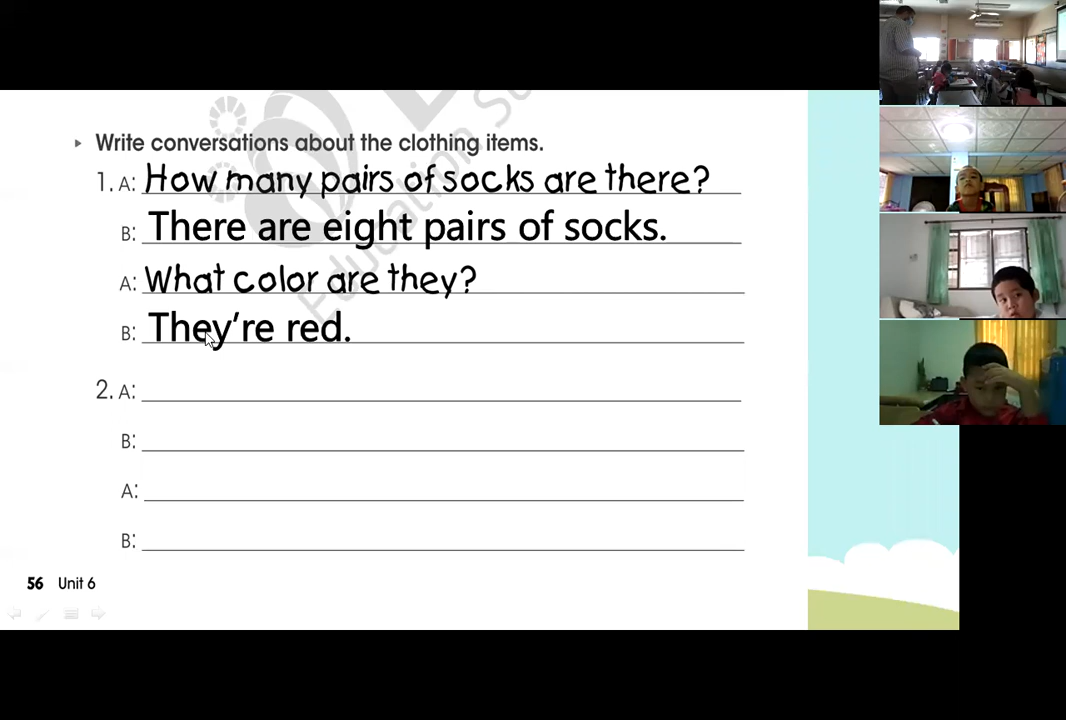 ▸ Write conversations about the clothing items.
1. A: How many pairs of socks are there?
B: There are eight pairs of socks.
A: What color are they?
B: They're red.
2. A:
B:
A:
B:
56 Unit 6
Education